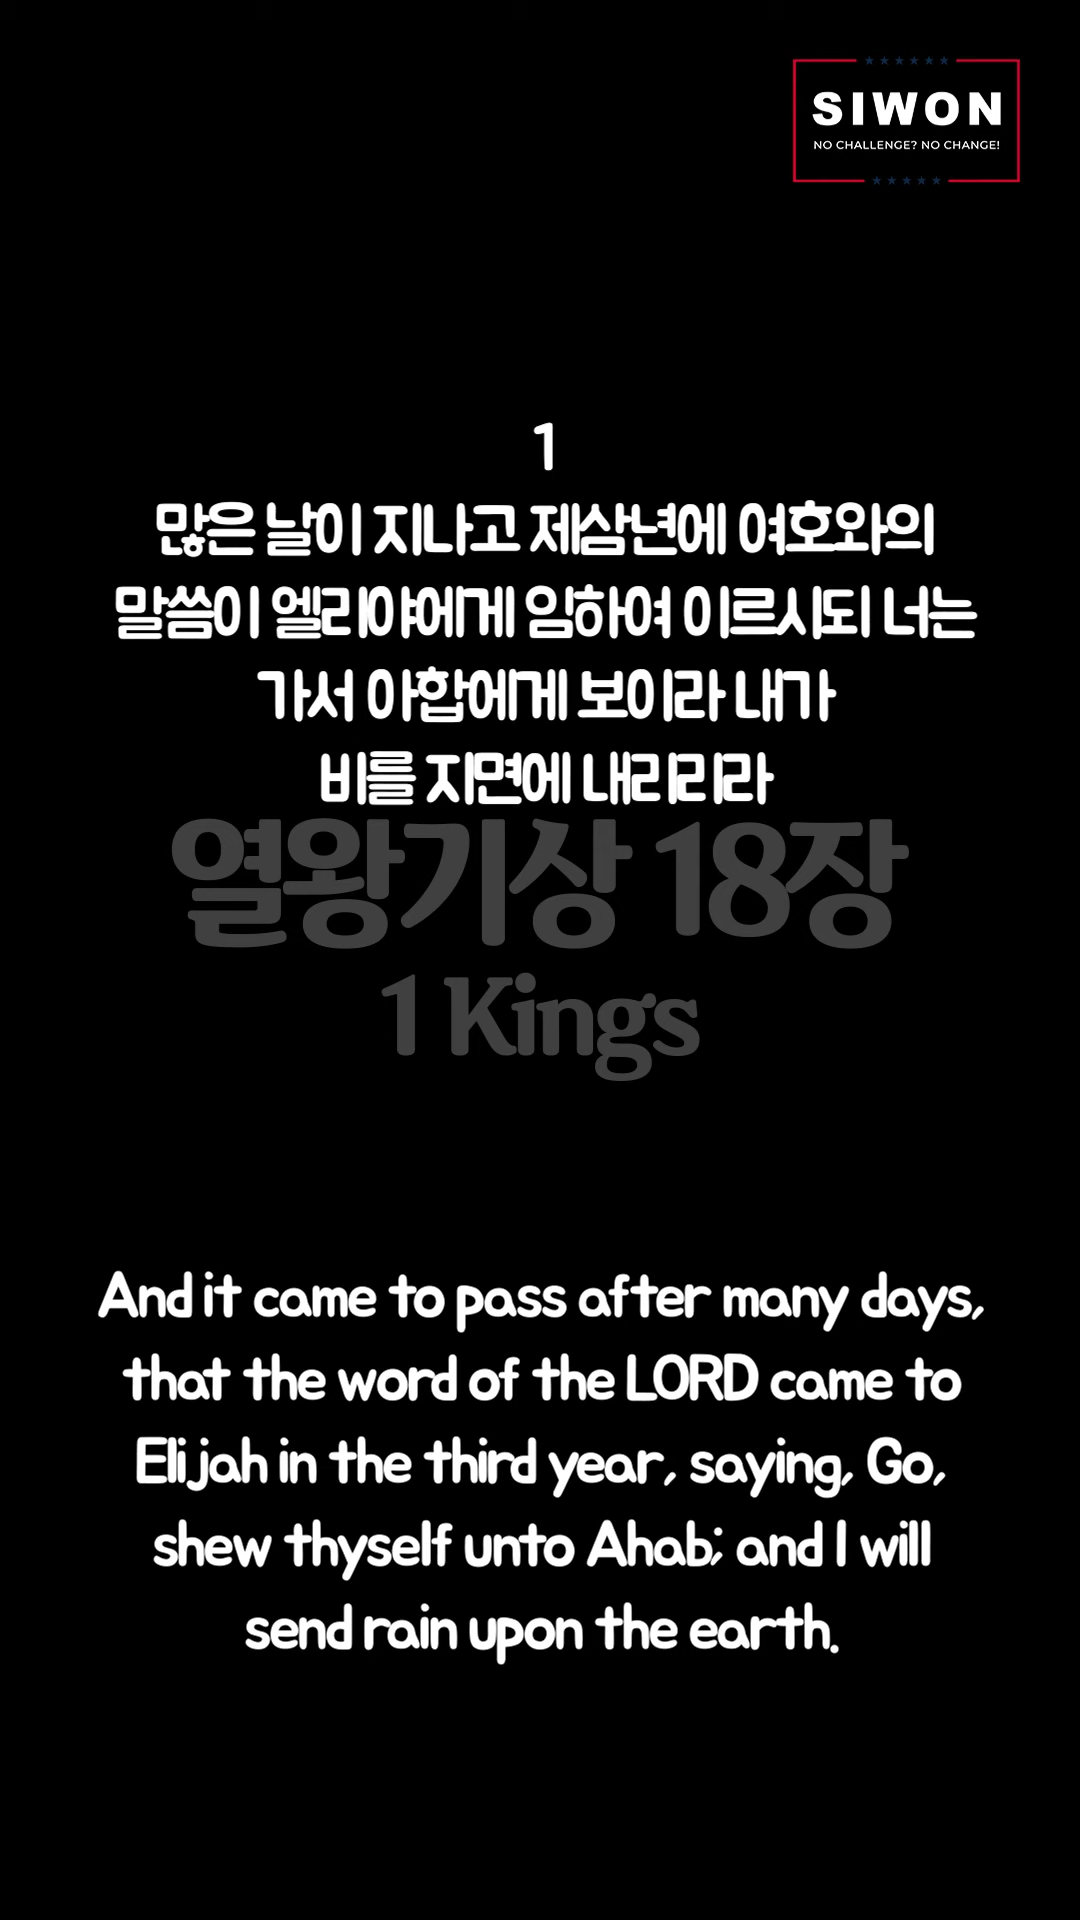 SIWON
NO CHALLENGE? NO CHANGE!
1
많은 날이 지나고 제삼년에 여호와의
말씀이 엘리야에게 임하여 이르시되 너는
가서 아합에게 보이라 내가
비를 지면에 내리리라
열왕기상 18장
1 Kings
And it came to pass after many days,
that the word of the LORD came to
Elijah in the third year, saying, Go,
shew thyself unto Ahab; and I will
send rain upon the earth.